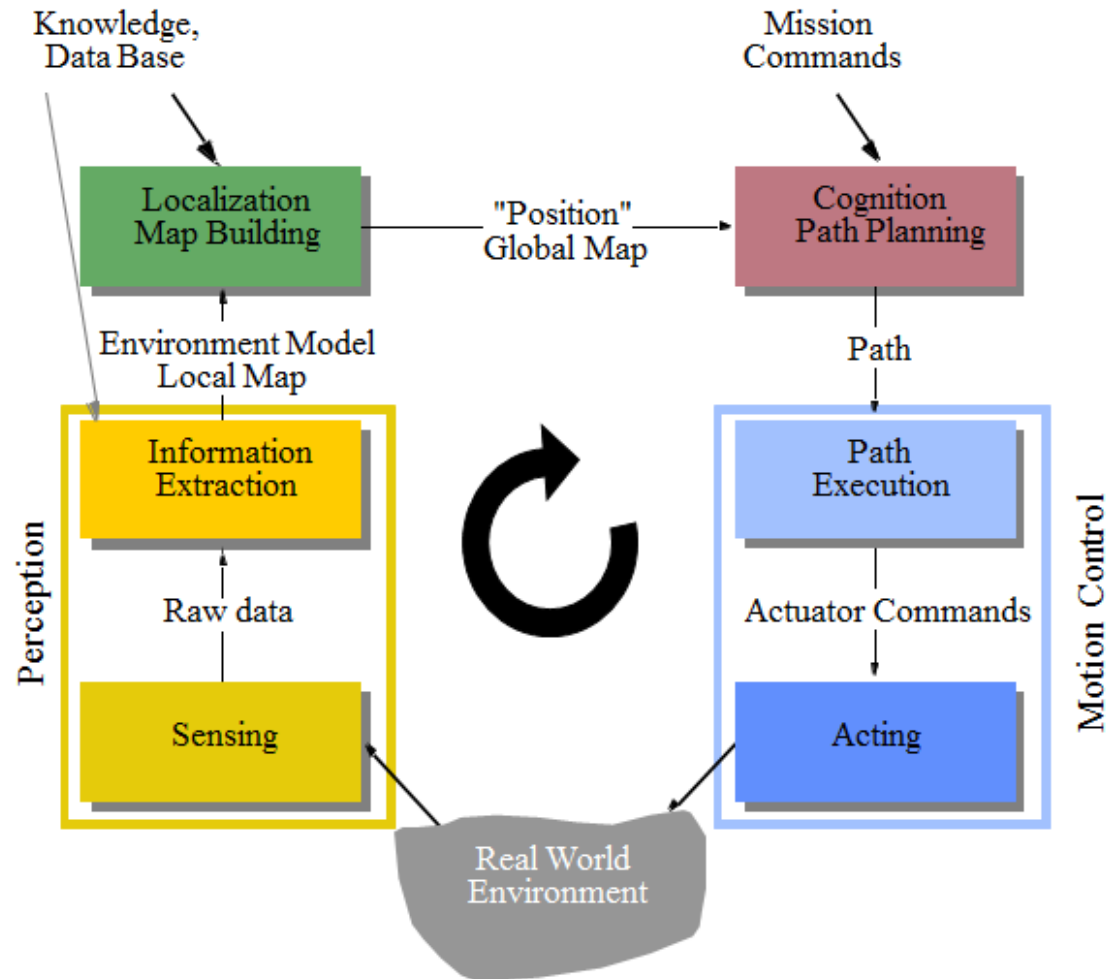 Knowledge,
Data Base
Mission
Commands
Localization
Map Building
"Position"
Global Map
Cognition
Path Planning
Environment Model
Local Map
Path
Information
Extraction
Path
Execution
Perception
Raw data
Actuator Commands
Motion Control
Sensing
Acting
Real World
Environment